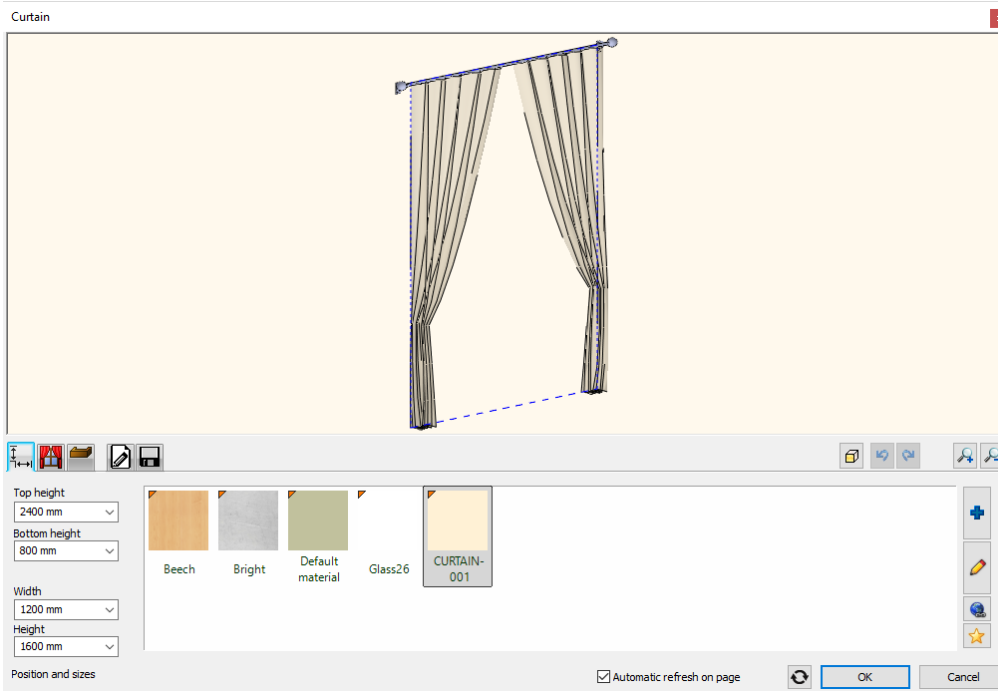 Curtain
Top height
2400 mm
Bottom height
800 mm
Width
1200 mm
Height
1600 mm
Beech
Bright
Default
material
Glass26
CURTAIN-
001
Position and sizes
Automatic refresh on page
OK
Cancel